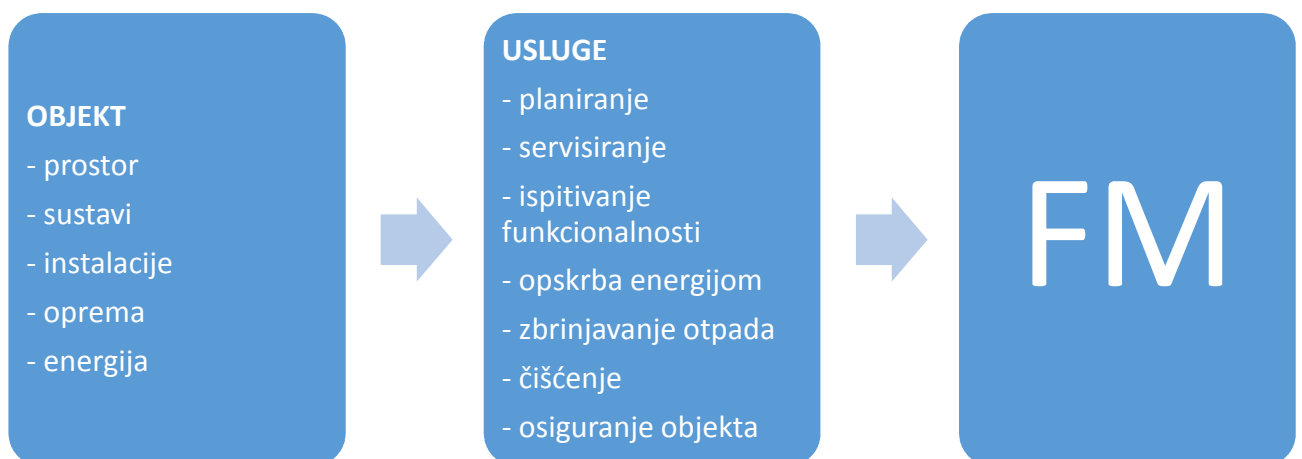 OBJEKT
- prostor
- sustavi
- instalacije
- oprema
- energija
USLUGE
- planiranje
- servisiranje
- ispitivanje
funkcionalnosti
- opskrba energijom
- zbrinjavanje otpada
- čišćenje
- osiguranje objekta
FM